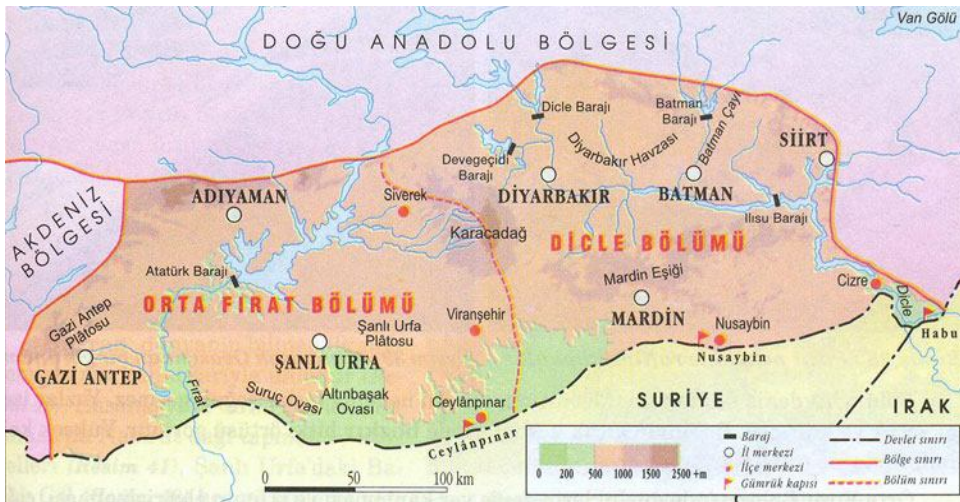 Van Gölü
DOĞU ANADOLU BÖLGESİ
Dicle Barajı
Batman
Barajı
Batman Çayı
Diyarbakır Havzası
SİİRT
Devegeçidi
Barajı
DİYARBAKIR
BATMAN
Ilısu Barajı
AKDENİZ
BÖLGESİ
ADIYAMAN
Siverek
Karacadağ
DİCLE BÖLÜMÜ
Atatürk Barajı
ORTA FIRAT BÖLÜMÜ
Mardin Eşiği
MARDİN
Cizre
Dicle
Habu
Gazi Antep
Plâtosu
GAZİ ANTEP
Viranşehir
Şanlı Urfa
Plâtosu
ŞANLI URFA
Nusaybin
Nusaybin
Fırat
Suruç Ovası
Altınbaşak
Ovası
Ceylânpınar
Ceylânpınar
SURİYE
IRAK
0 50 100 km
0 200 500 1000 1500 2500 +m
Baraj
İl merkezi
İlçe merkezi
Gümrük kapısı
Devlet sınırı
Bölge sınırı
Bölüm sınırı